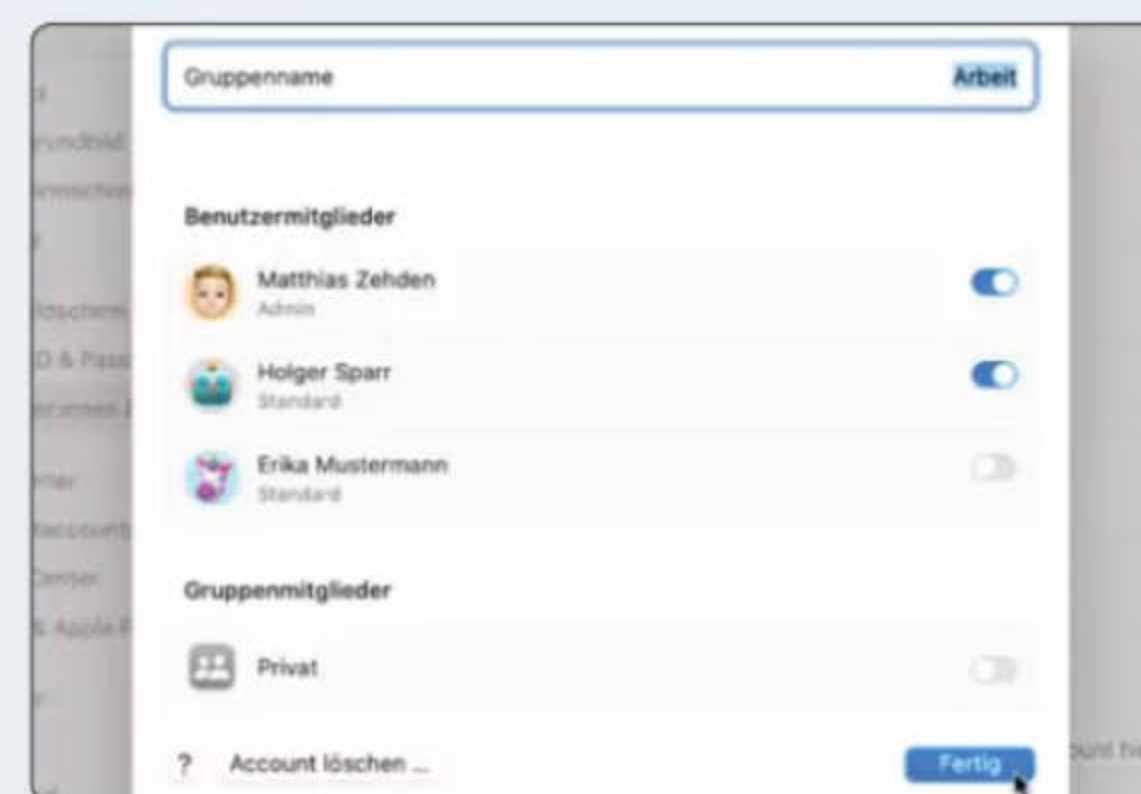 Gruppenname Arbeit
Benutzermitglieder
Matthias Zehden
Admin
Holger Sparr
Standard
Erika Mustermann
Standard
Gruppenmitglieder
Privat
? Account löschen ...
Fertig